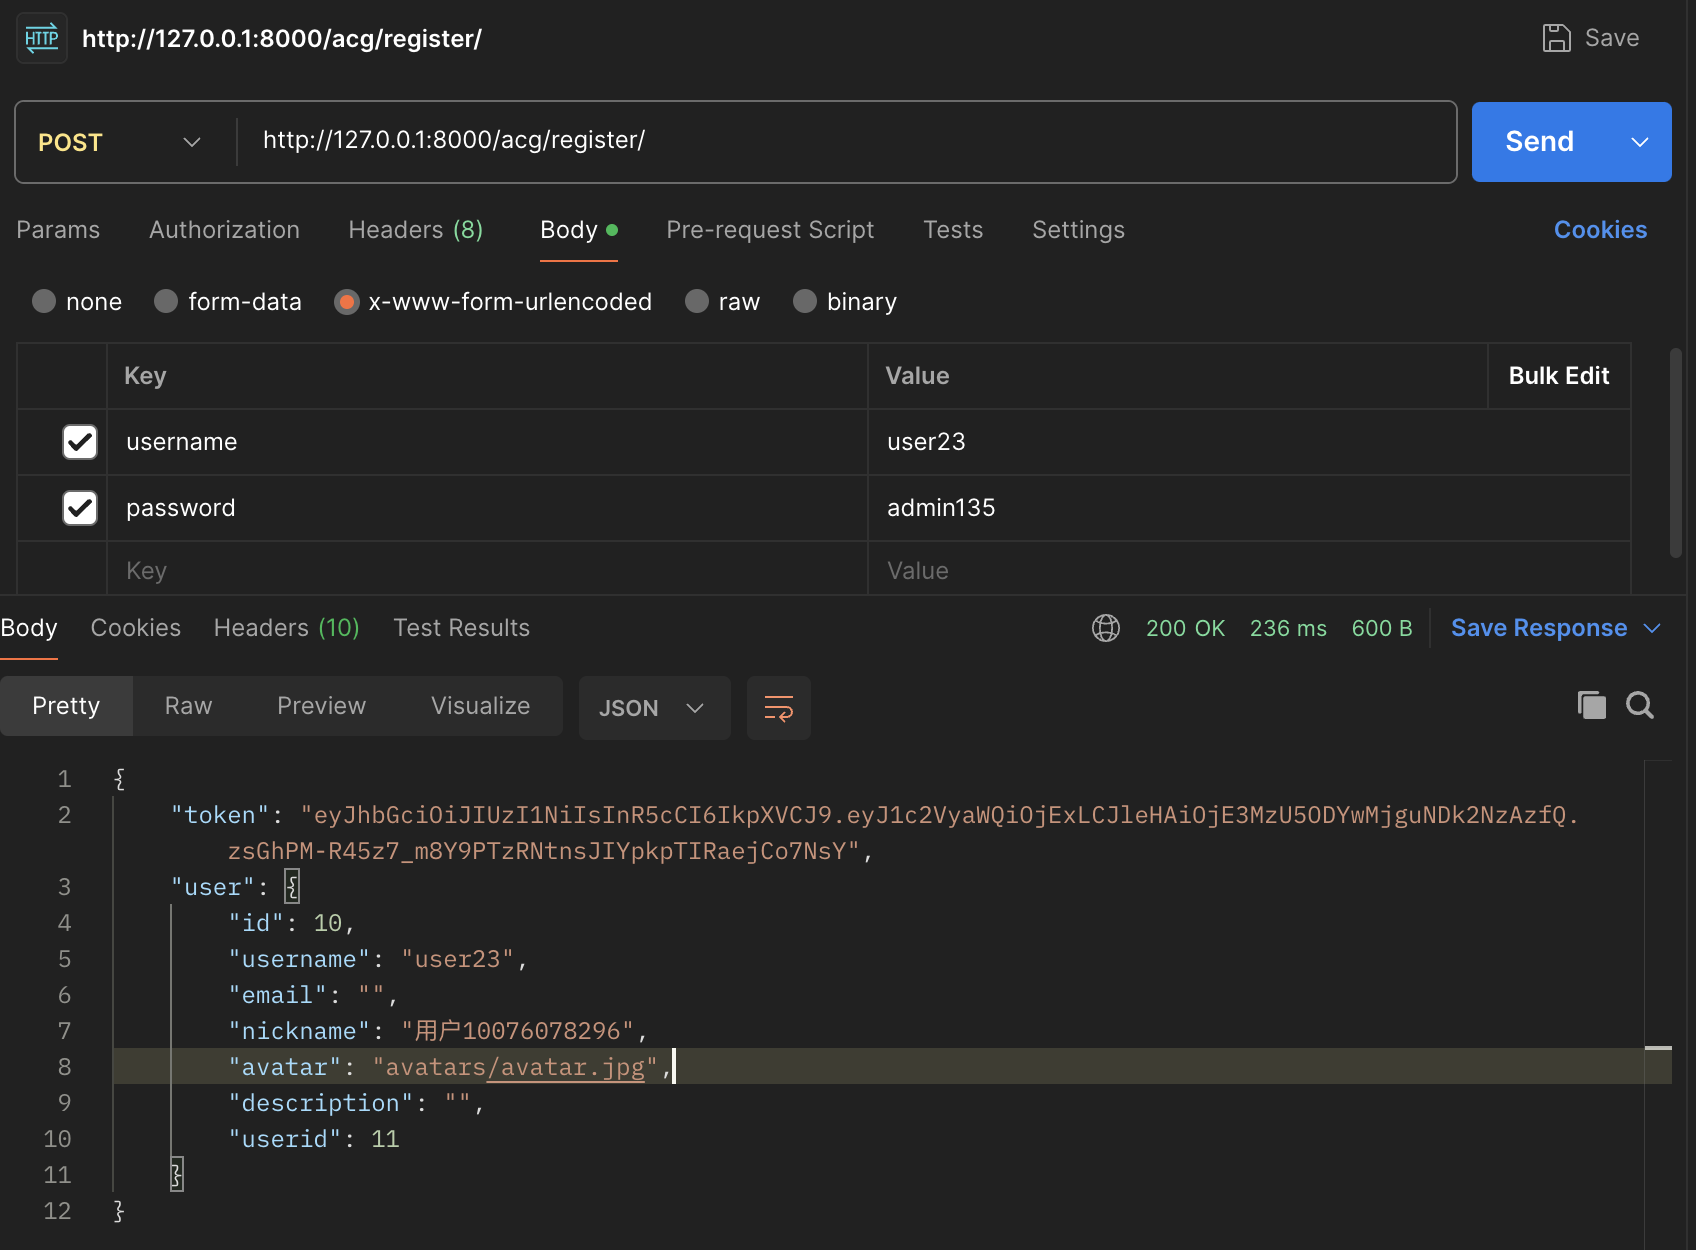 HTTP http://127.0.0.1:8000/acg/register/ Save
POST http://127.0.0.1:8000/acg/register/ Send
Params Authorization Headers (8) Body Pre-request Script Tests Settings Cookies
none form-data x-www-form-urlencoded raw binary
Key Value Bulk Edit
username user23
password admin135
Key Value
Body Cookies Headers (10) Test Results 200 OK 236 ms 600 B Save Response
Pretty Raw Preview Visualize JSON
1 {
2 "token": "eyJhbGciOiJIUzI1NiIsInR5cCI6IkpXVCJ9.eyJ1c2VyaWQiOjExLCJleHAiOjE3MzU5ODYwMjguNDk2NzAzfQ.
zsGhPM-R45z7_m8Y9PTzRNtnsJIYpkpTIRaejCo7NsY",
3 "user": {
4 "id": 10,
5 "username": "user23",
6 "email": "",
7 "nickname": "用户10076078296",
8 "avatar": "avatars/avatar.jpg",
9 "description": "",
10 "userid": 11
11 }
12 }